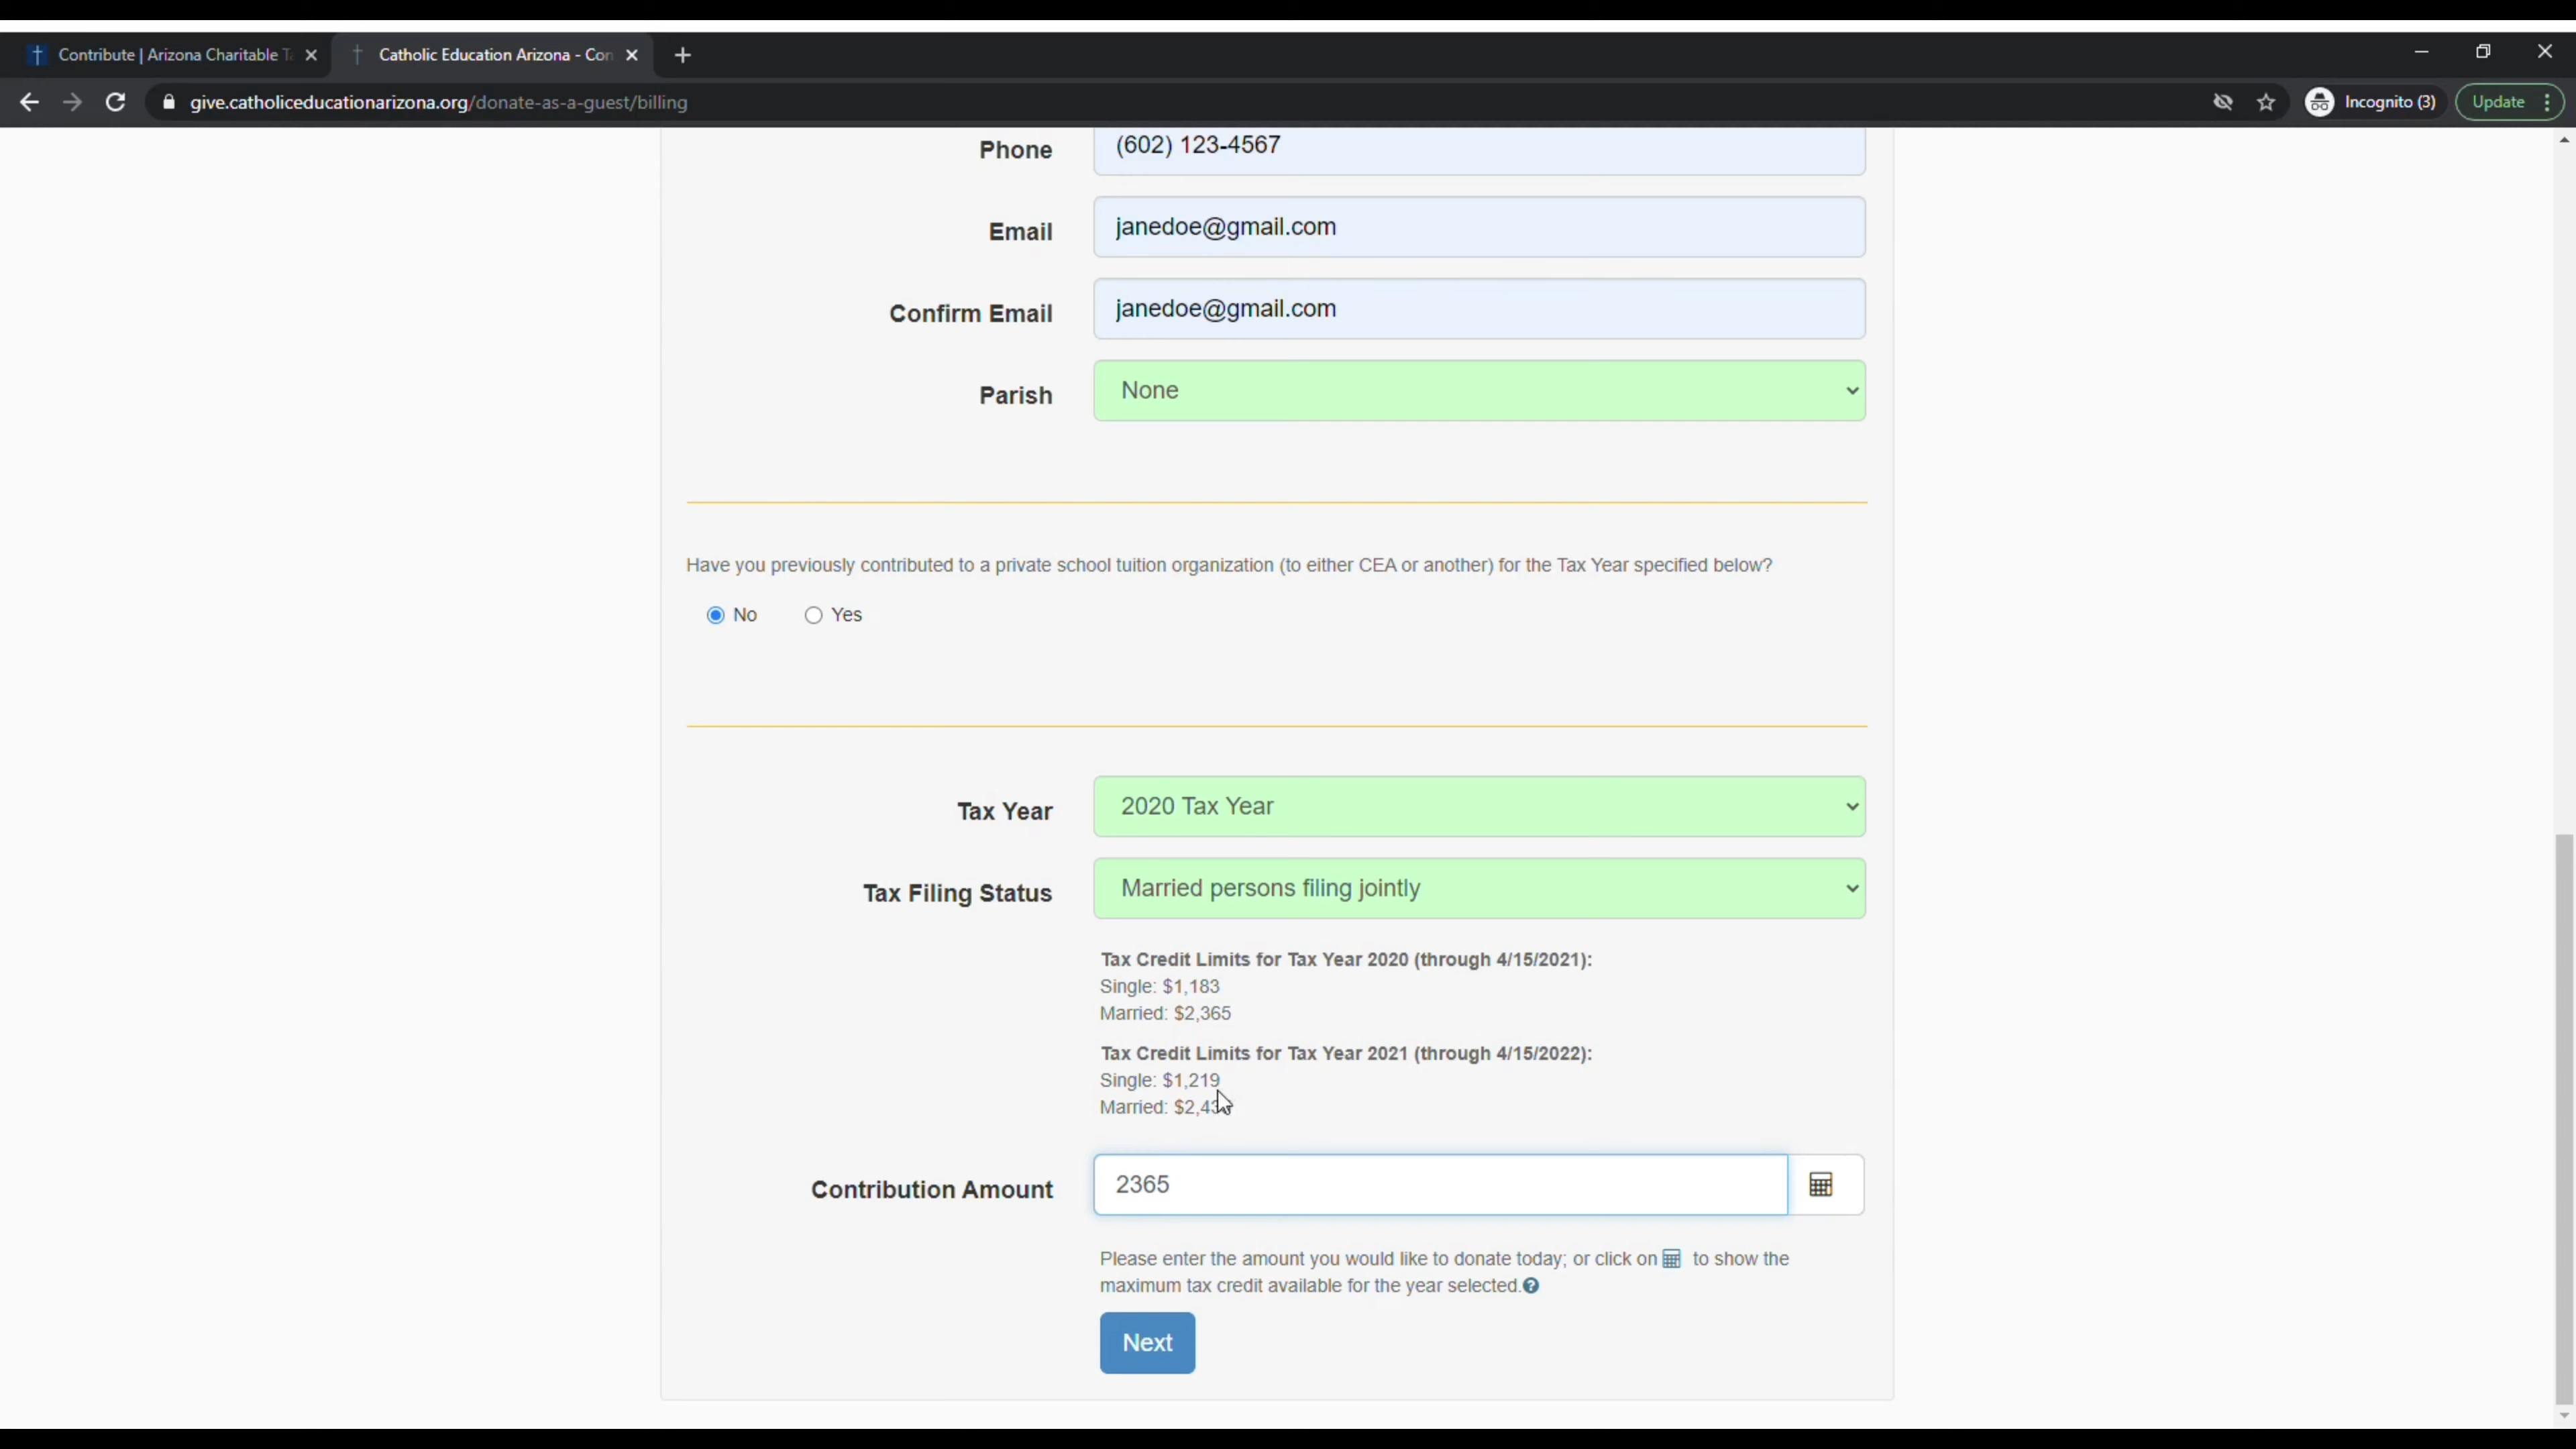 Contribute | Arizona Charitable
Catholic Education Arizona - Con
give.catholiceducationarizona.org/donate-as-a-guest/billing
Incognito (3)
Update
Phone
(602) 123-4567
Email
janedoe@gmail.com
Confirm Email
janedoe@gmail.com
Parish
None
Have you previously contributed to a private school tuition organization (to either CEA or another) for the Tax Year specified below?
No
Yes
Tax Year
2020 Tax Year
Tax Filing Status
Married persons filing jointly
Tax Credit Limits for Tax Year 2020 (through 4/15/2021):
Single: $1,183
Married: $2,365
Tax Credit Limits for Tax Year 2021 (through 4/15/2022):
Single: $1,219
Married:
Contribution Amount
2365
Please enter the amount you would like to donate today; or click on to show the
maximum tax credit available for the year selected.
Next